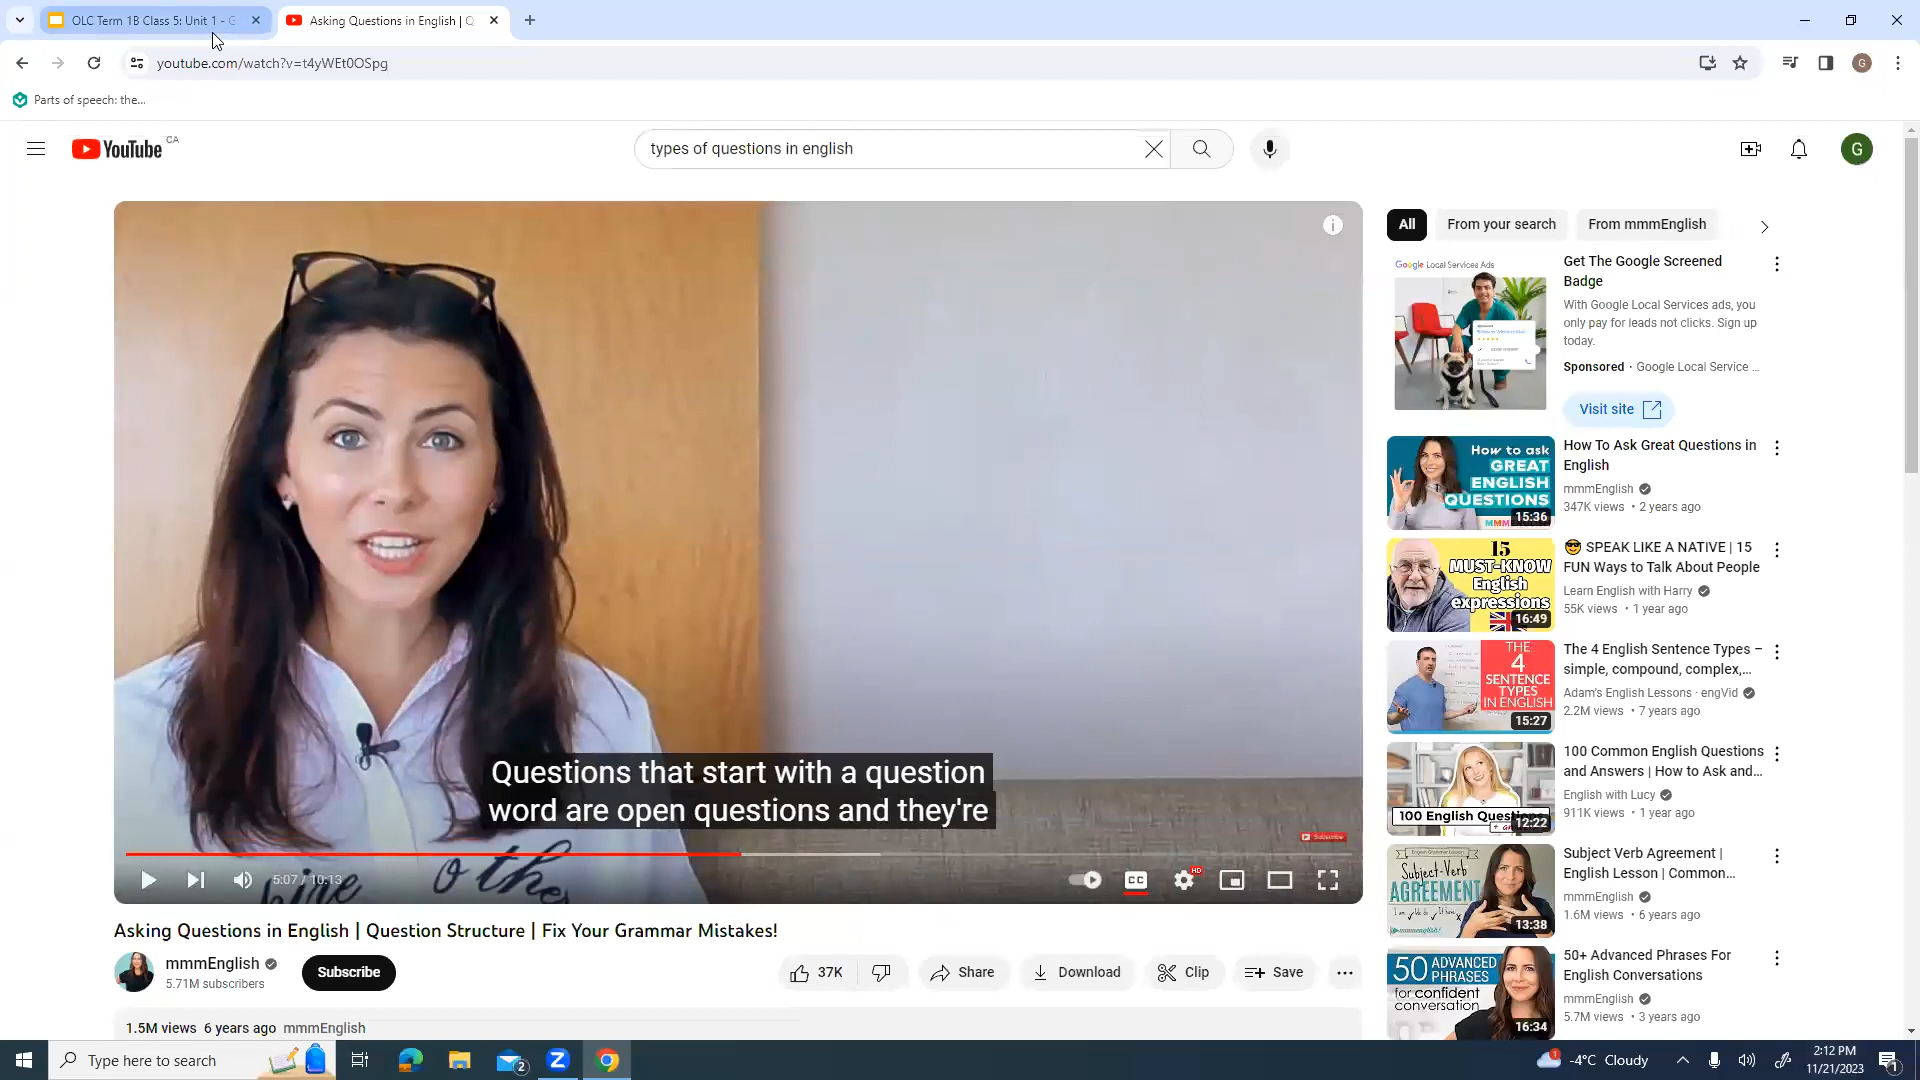 OLC Term 1B Class 5: Unit 1 - G
Asking Questions in English | Q
youtube.com/watch?v=t4yWEt0OSpg
G
Parts of speech: the...
YouTube CA
types of questions in english
G
All
From your search
From mmmEnglish
Google Local Services Ads
Get The Google Screened
Badge
With Google Local Services ads, you
only pay for leads not clicks. Sign up
today.
Sponsored · Google Local Service ...
Visit site
How to ask
GREAT
ENGLISH
QUESTIONS
15:36
How To Ask Great Questions in
English
mmmEnglish
347K views • 2 years ago
15
MUST-KNOW
English
expressions
16:49
SPEAK LIKE A NATIVE | 15
FUN Ways to Talk About People
Learn English with Harry
55K views • 1 year ago
THE
4
SENTENCE
TYPES
IN ENGLISH
15:27
The 4 English Sentence Types –
simple, compound, complex,...
Adam's English Lessons · engVid
2.2M views • 7 years ago
100 English
12:22
100 Common English Questions
and Answers | How to Ask and...
English with Lucy
911K views • 1 year ago
Subject-Verb
AGREEMENT
13:38
Subject Verb Agreement |
English Lesson | Common...
mmmEnglish
1.6M views • 6 years ago
50 ADVANCED
PHRASES
for confident
conversation
16:34
50+ Advanced Phrases For
English Conversations
mmmEnglish
5.7M views • 3 years ago
Questions that start with a question
word are open questions and they're
Subscribe
5:07 / 10:13
CC
HD
Asking Questions in English | Question Structure | Fix Your Grammar Mistakes!
mmmEnglish
5.71M subscribers
Subscribe
37K
Share
Download
Clip
Save
1.5M views 6 years ago mmmEnglish
Type here to search
2
-4°C Cloudy
2:12 PM
11/21/2023
1